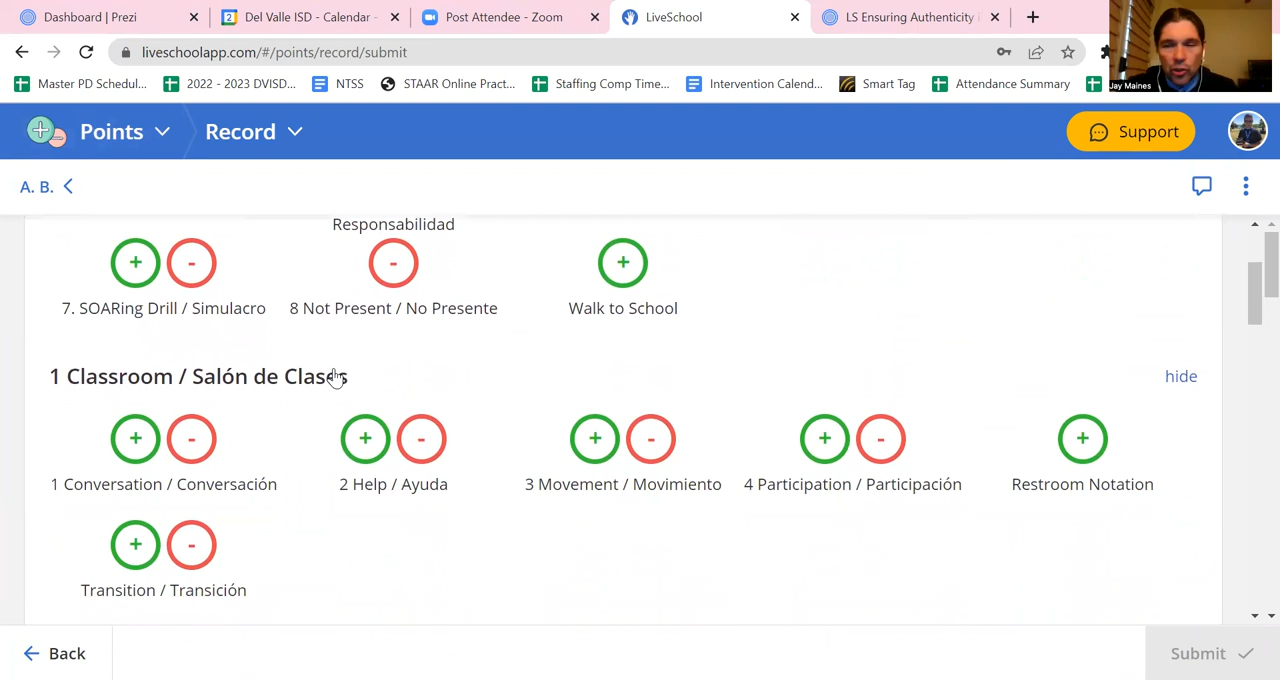 Dashboard | Prezi
Del Valle ISD - Calendar -
Post Attendee - Zoom
LiveSchool
LS Ensuring Authenticity
liveschoolapp.com/#/points/record/submit
Jay Maines
Master PD Schedul...
2022 - 2023 DVISD...
NTSS
STAAR Online Pract...
Staffing Comp Time...
Intervention Calend...
Smart Tag
Attendance Summary
Points
Record
Support
A. B.
Responsabilidad
+ -
-
+
7. SOARing Drill / Simulacro
8 Not Present / No Presente
Walk to School
1 Classroom / Salón de Clases
hide
+ -
+ -
+ -
+ -
+
1 Conversation / Conversación
2 Help / Ayuda
3 Movement / Movimiento
4 Participation / Participación
Restroom Notation
+ -
Transition / Transición
Back
Submit